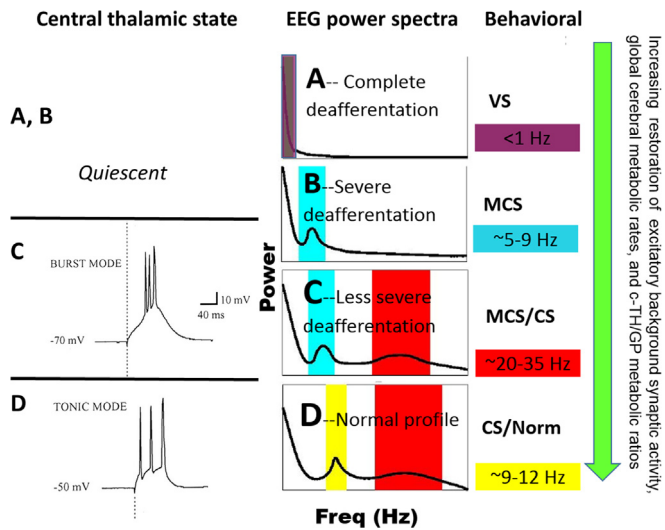 Central thalamic state
EEG power spectra
Behavioral
A, B
Quiescent
C
BURST MODE
10 mV
40 ms
-70 mV
D
TONIC MODE
-50 mV
Power
A-- Complete
deafferentation
B--Severe
deafferentation
C--Less severe
deafferentation
D--Normal profile
Freq (Hz)
VS
<1 Hz
MCS
~5-9 Hz
MCS/CS
~20-35 Hz
CS/Norm
~9-12 Hz
Increasing restoration of excitatory background synaptic activity,
global cerebral metabolic rates, and c-TH/GP metabolic ratios